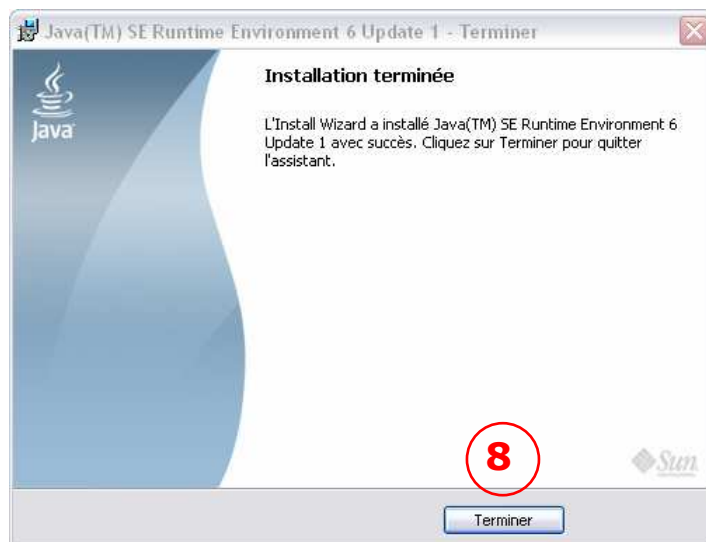 Java(TM) SE Runtime Environment 6 Update 1 - Terminer
Java
Installation terminée
L'Install Wizard a installé Java(TM) SE Runtime Environment 6
Update 1 avec succès. Cliquez sur Terminer pour quitter
l'assistant.
8
Sun
Terminer